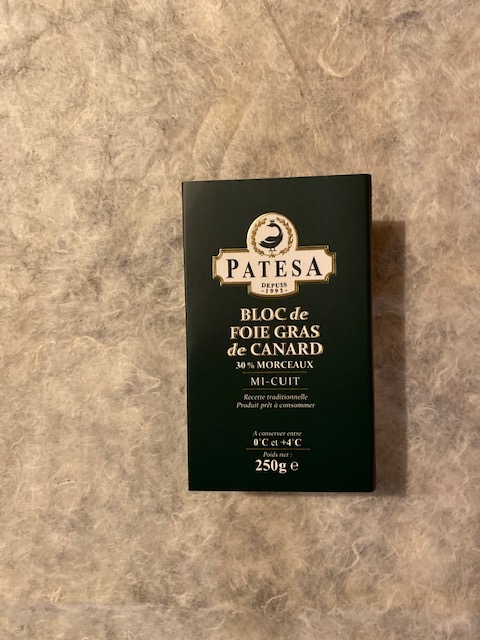 PATESA
DEPUIS
-1993-
BLOC de
FOIE GRAS
de CANARD
30% MORCEAUX
MI-CUIT
Recette traditionnelle
Produit prêt à consommer
A conserver entre
0°C et +4°C
Poids net :
250g e